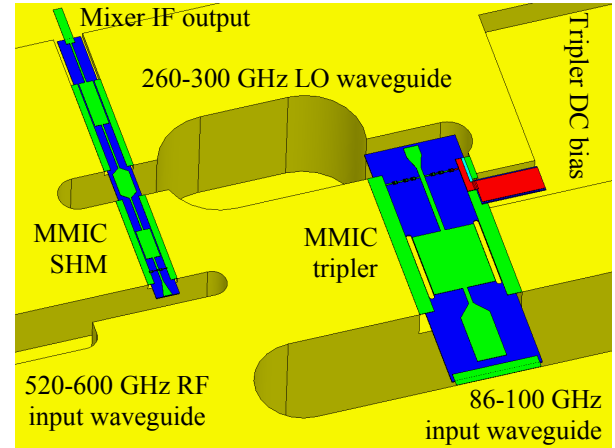 Mixer IF output
260-300 GHz LO waveguide
Tripler DC bias
MMIC
SHM
MMIC
tripler
520-600 GHz RF
input waveguide
86-100 GHz
input waveguide